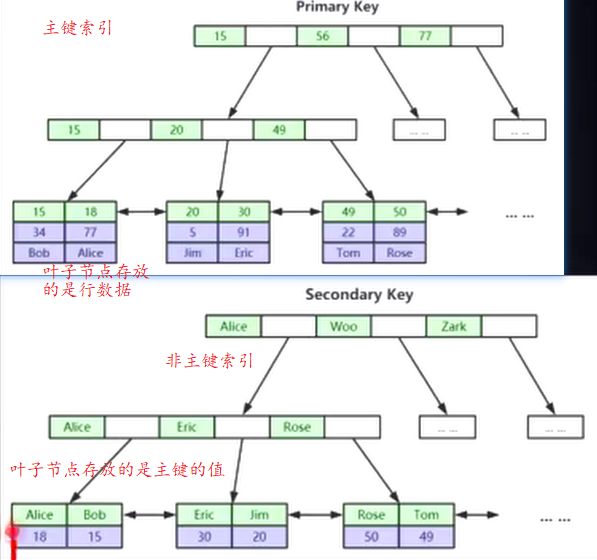 Primary Key
主键索引
15 56 77
15 20 49 ... ... ... ...
15 18 20 30 49 50
34 77 5 91 22 89 ... ...
Bob Alice Jim Eric Tom Rose
叶子节点存放
的是行数据
Secondary Key
Alice Woo Zark
非主键索引
Alice Eric Rose ... ... ... ...
叶子节点存放的是主键的值
Alice Bob Eric Jim Rose Tom
18 15 30 20 50 49 ... ...